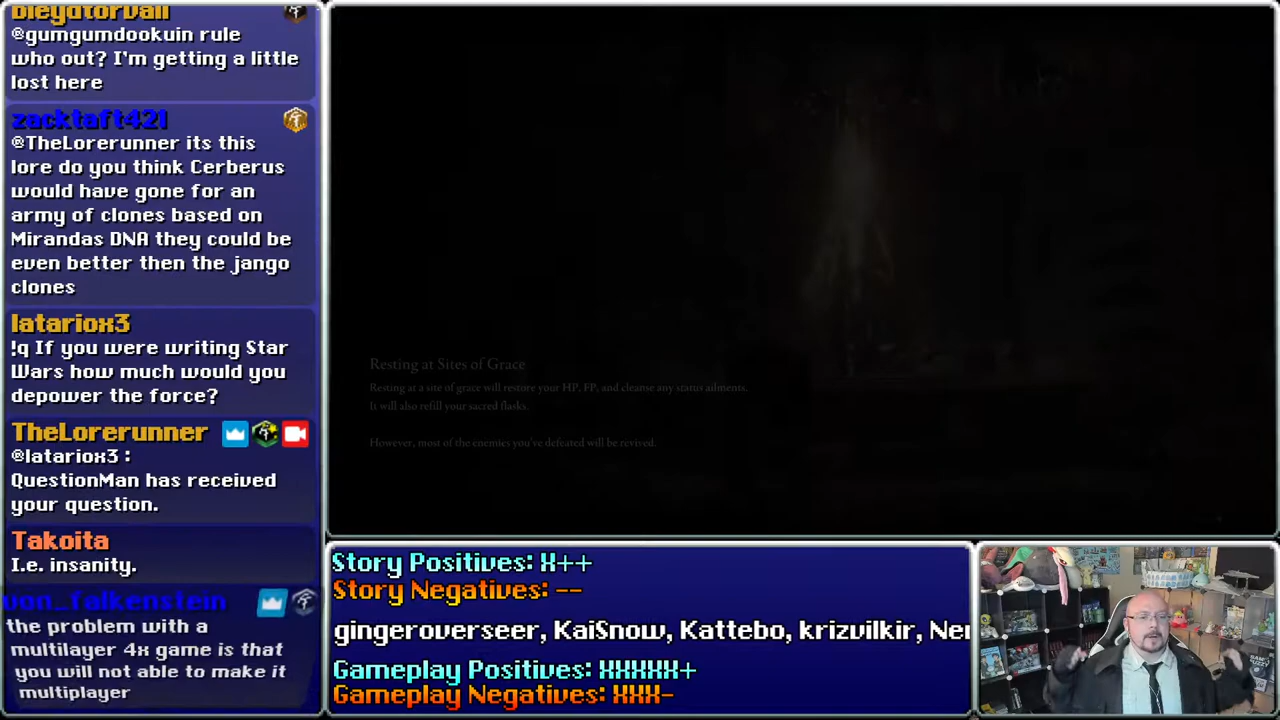 bleydorvall
@gumgumdookuin rule
who out? I'm getting a little
lost here
zacktaft421
@TheLorerunner its this
lore do you think Cerberus
would have gone for an
army of clones based on
Mirandas DNA they could be
even better then the jango
clones
latariox3
!q If you were writing Star
Wars how much would you
depower the force?
TheLorerunner
@latariox3 :
QuestionMan has received
your question.
Takoita
I.e. insanity.
von_falkenstein
the problem with a
multilayer 4x game is that
you will not able to make it
multiplayer
Resting at Sites of Grace
Resting at a site of grace will restore your HP, FP, and cleanse any status ailments.
It will also refill your sacred flasks.
However, most of the enemies you've defeated will be revived.
Story Positives: X++
Story Negatives: --
gingeroverseer, KaiSnow, Kattebo, krizvilkir, Ner
Gameplay Positives: XXXXX+
Gameplay Negatives: XXX-